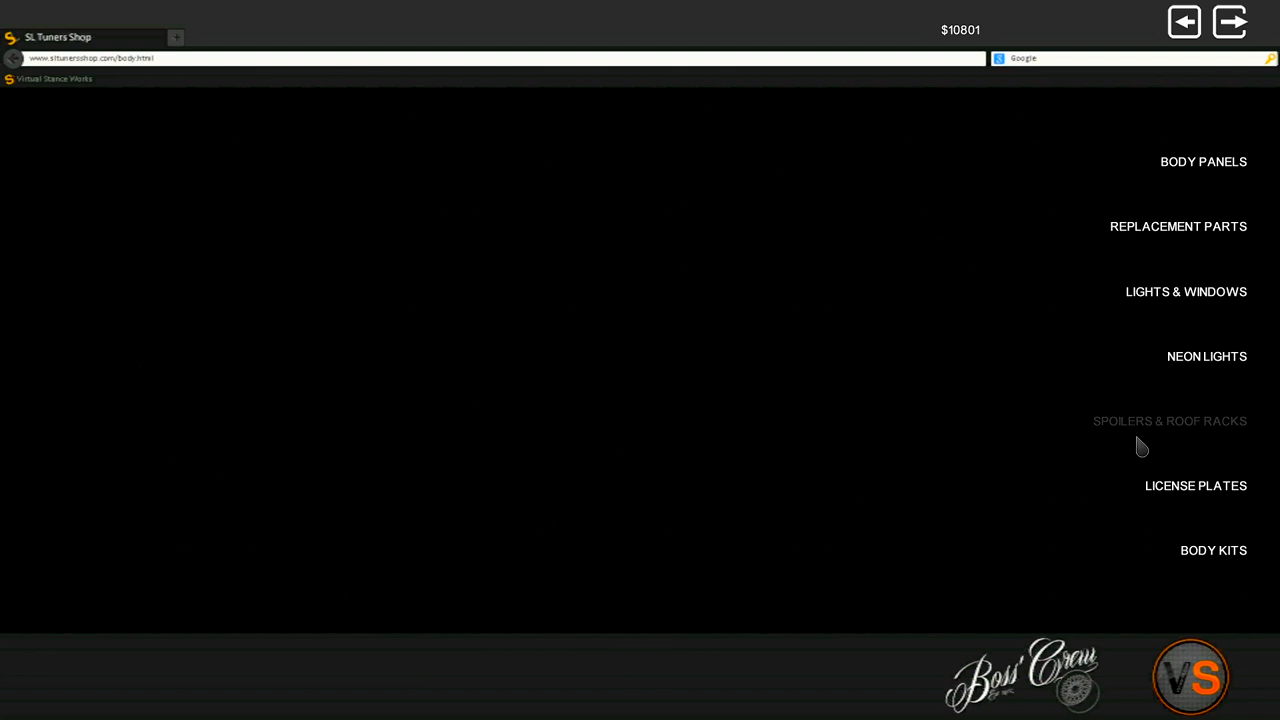 SL Tuners Shop
$10801
www.sltunersshop.com/body.html
Google
Virtual Stance Works
BODY PANELS
REPLACEMENT PARTS
LIGHTS & WINDOWS
NEON LIGHTS
SPOILERS & ROOF RACKS
LICENSE PLATES
BODY KITS
Boss' Crew
VS